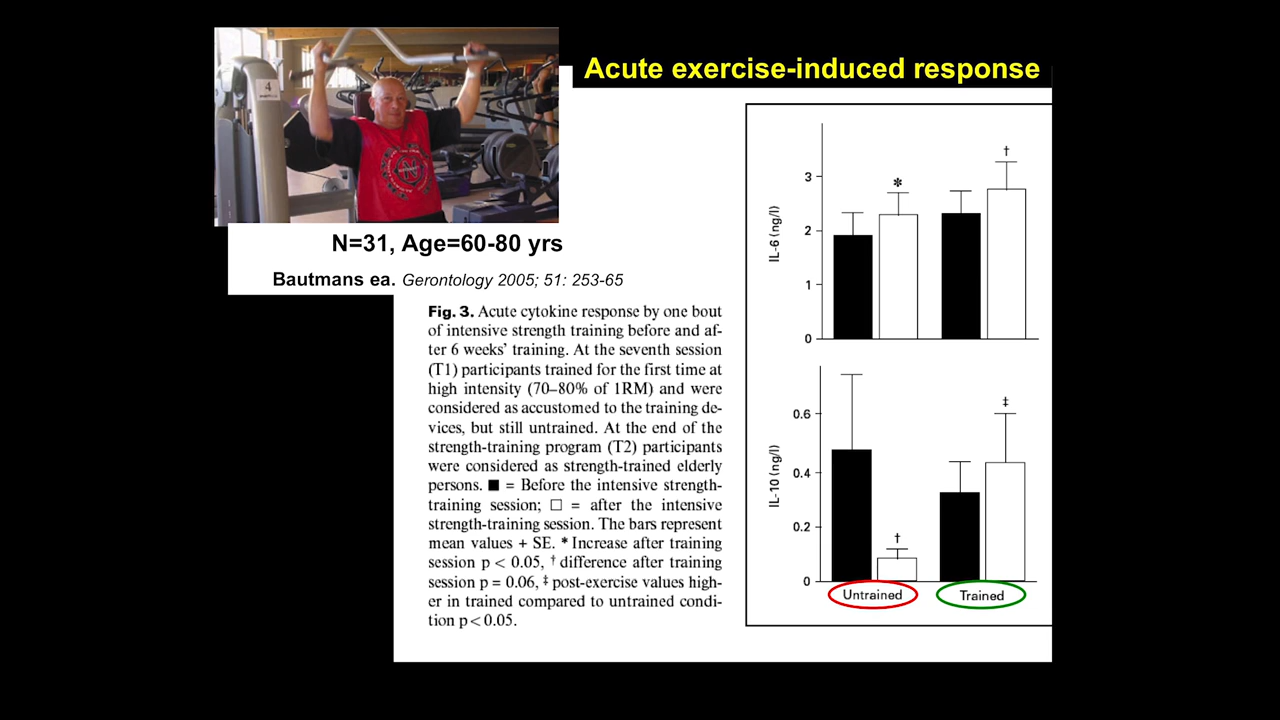 Acute exercise-induced response
4
N
N=31, Age=60-80 yrs
Bautmans ea. Gerontology 2005; 51: 253-65
Fig. 3. Acute cytokine response by one bout
of intensive strength training before and af-
ter 6 weeks’ training. At the seventh session
(T1) participants trained for the first time at
high intensity (70–80% of 1RM) and were
considered as accustomed to the training de-
vices, but still untrained. At the end of the
strength-training program (T2) participants
were considered as strength-trained elderly
persons. ■ = Before the intensive strength-
training session; □ = after the intensive
strength-training session. The bars represent
mean values + SE. * Increase after training
session p < 0.05, † difference after training
session p = 0.06, ‡ post-exercise values high-
er in trained compared to untrained condi-
tion p < 0.05.
IL-6 (ng/l)
3
2
1
0
*
†
IL-10 (ng/l)
0.6
0.4
0.2
0
†
‡
Untrained
Trained